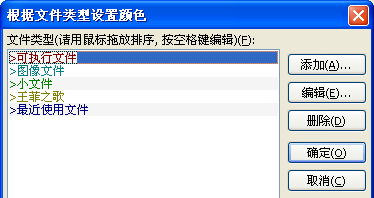 根据文件类型设置颜色
文件类型(请用鼠标拖放排序, 按空格键编辑)(F):
>可执行文件
>图像文件
>小文件
>王菲之歌
>最近使用文件
添加(A)...
编辑(E)...
删除(D)
确定(O)
取消(C)